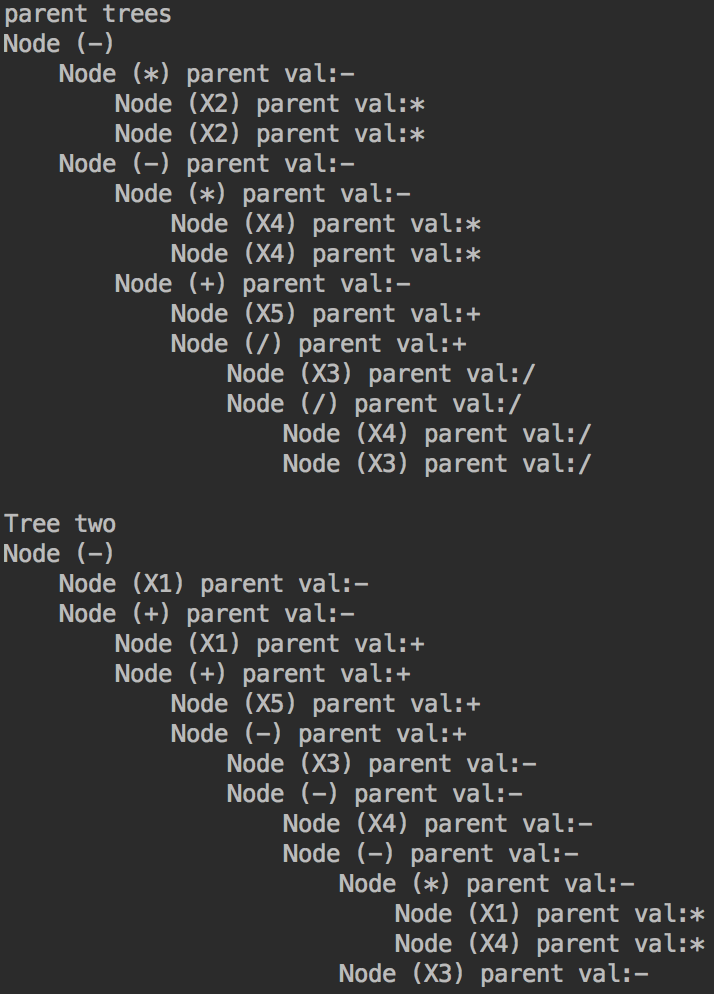 parent trees
Node (-)
    Node (*) parent val:-
        Node (X2) parent val:*
        Node (X2) parent val:*
    Node (-) parent val:-
        Node (*) parent val:-
            Node (X4) parent val:*
            Node (X4) parent val:*
        Node (+) parent val:-
            Node (X5) parent val:+
            Node (/) parent val:+
                Node (X3) parent val:/
                Node (/) parent val:/
                    Node (X4) parent val:/
                    Node (X3) parent val:/

Tree two
Node (-)
    Node (X1) parent val:-
    Node (+) parent val:-
        Node (X1) parent val:+
        Node (+) parent val:+
            Node (X5) parent val:+
            Node (-) parent val:+
                Node (X3) parent val:-
                Node (-) parent val:-
                    Node (X4) parent val:-
                    Node (-) parent val:-
                        Node (*) parent val:-
                            Node (X1) parent val:*
                            Node (X4) parent val:*
                        Node (X3) parent val:-